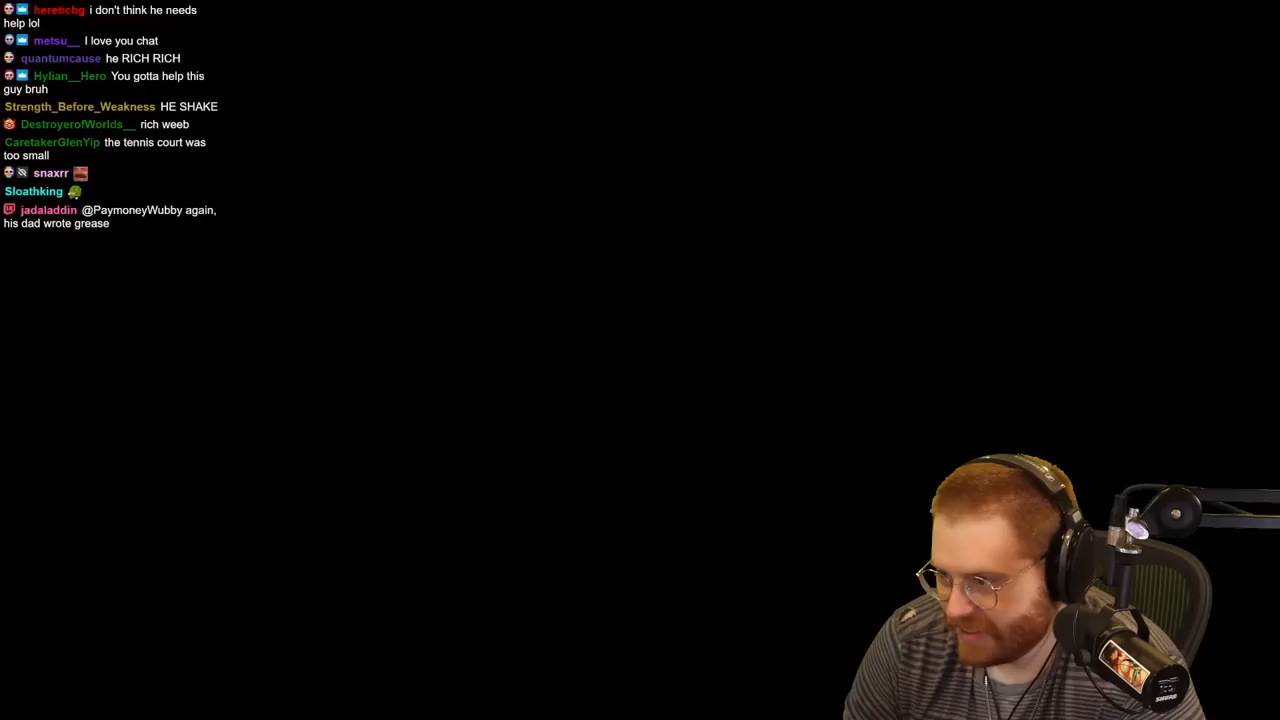 hereticbg i don't think he needs
help lol
metsu__ I love you chat
quantumcause he RICH RICH
Hylian__Hero You gotta help this
guy bruh
Strength_Before_Weakness HE SHAKE
DestroyerofWorlds__ rich weeb
CaretakerGlenYip the tennis court was
too small
snaxrr
Sloathking
18 jadaladdin @PaymoneyWubby again,
his dad wrote grease
SHURE